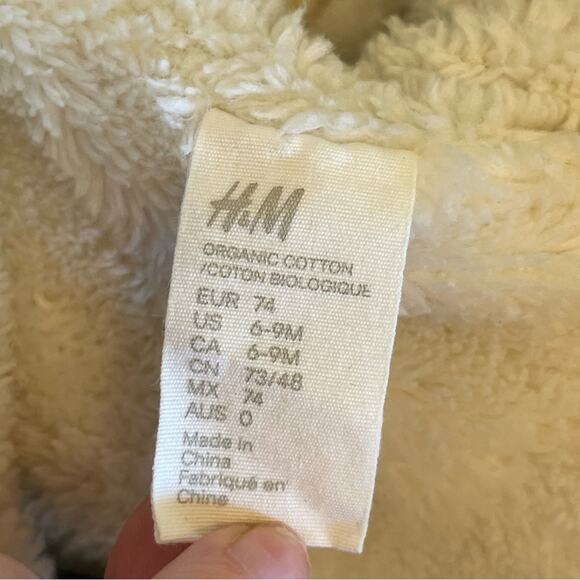 H&M
ORGANIC COTTON
/COTON BIOLOGIQUE
EUR 74
US 6-9M
CA 6-9M
CN 73/48
MX 74
AUS 0
Made in
China
Fabriqué en
Chine